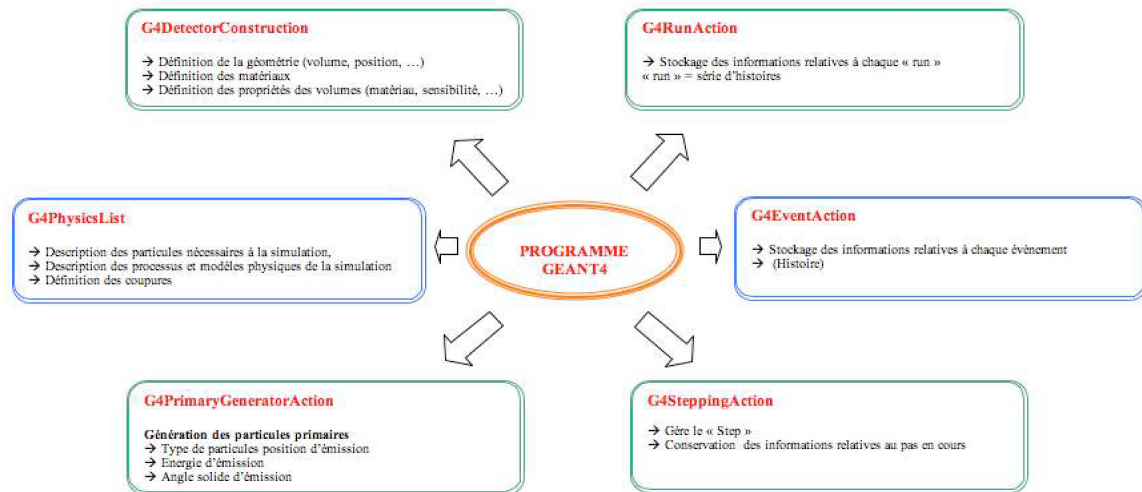 G4DetectorConstruction
→ Définition de la géométrie (volume, position, …)
→ Définition des matériaux
→ Définition des propriétés des volumes (matériau, sensibilité, …)
G4RunAction
→ Stockage des informations relatives à chaque « run »
« run » = série d’histoires
G4PhysicsList
→ Description des particules nécessaires à la simulation,
→ Description des processus et modèles physiques de la simulation
→ Définition des coupures
PROGRAMME
GEANT4
G4EventAction
→ Stockage des informations relatives à chaque évènement
→ (Histoire)
G4PrimaryGeneratorAction
Génération des particules primaires
→ Type de particules position d’émission
→ Energie d’émission
→ Angle solide d’émission
G4SteppingAction
→ Gère le « Step »
→ Conservation des informations relatives au pas en cours